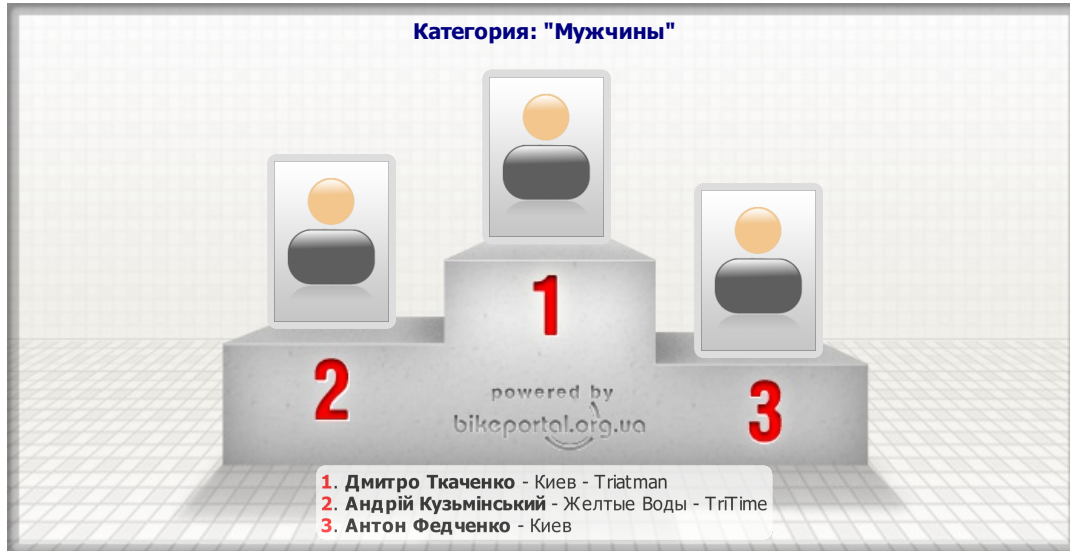 Категория: "Мужчины"
1
2
3
powered by
bikeportal.org.ua
1. Дмитро Ткаченко - Киев - Triatman
2. Андрій Кузьмінський - Желтые Воды - TriTime
3. Антон Федченко - Киев